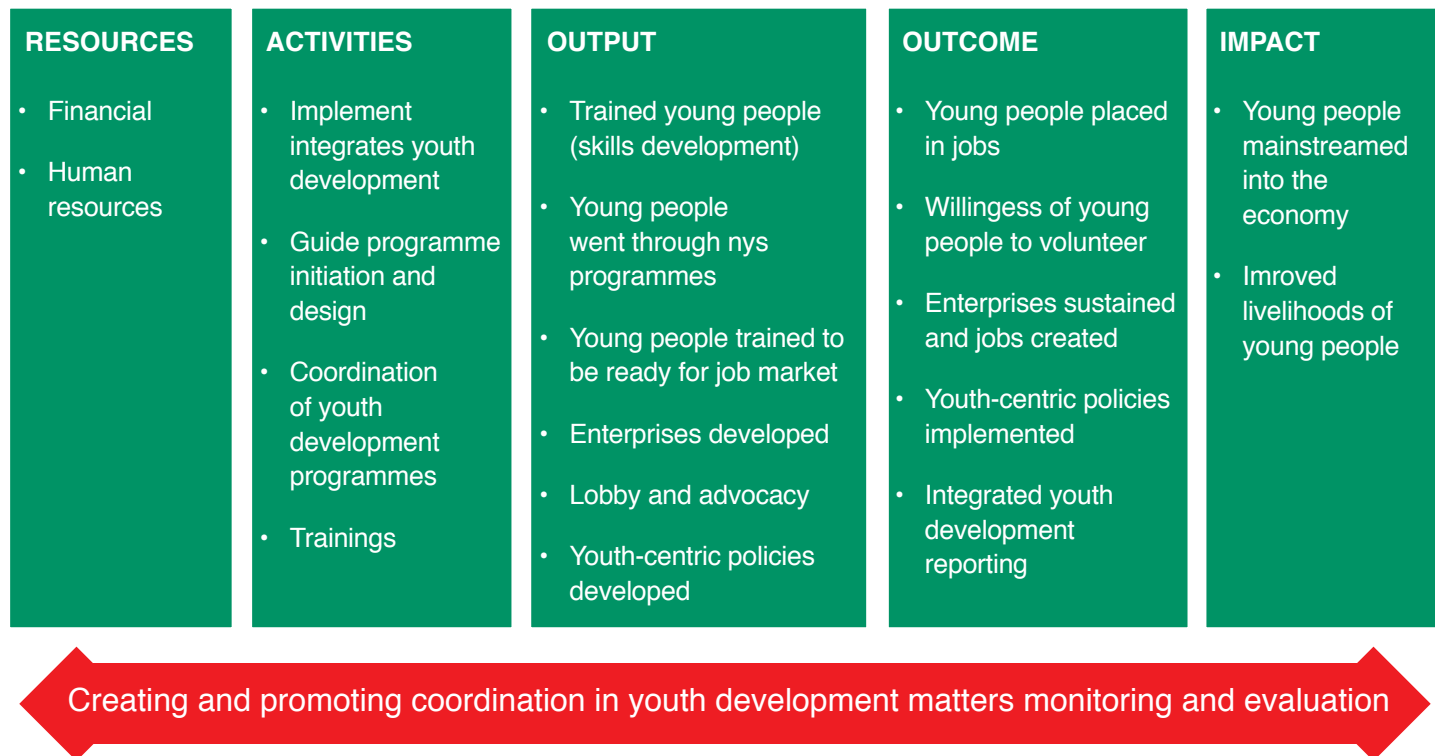 RESOURCES
• Financial
• Human
resources
ACTIVITIES
• Implement
integrates youth
development
• Guide programme
initiation and
design
• Coordination
of youth
development
programmes
• Trainings
OUTPUT
• Trained young people
(skills development)
• Young people
went through nys
programmes
• Young people trained to
be ready for job market
• Enterprises developed
• Lobby and advocacy
• Youth-centric policies
developed
OUTCOME
• Young people placed
in jobs
• Willingess of young
people to volunteer
• Enterprises sustained
and jobs created
• Youth-centric policies
implemented
• Integrated youth
development
reporting
IMPACT
• Young people
mainstreamed
into the
economy
• Imroved
livelihoods of
young people
Creating and promoting coordination in youth development matters monitoring and evaluation